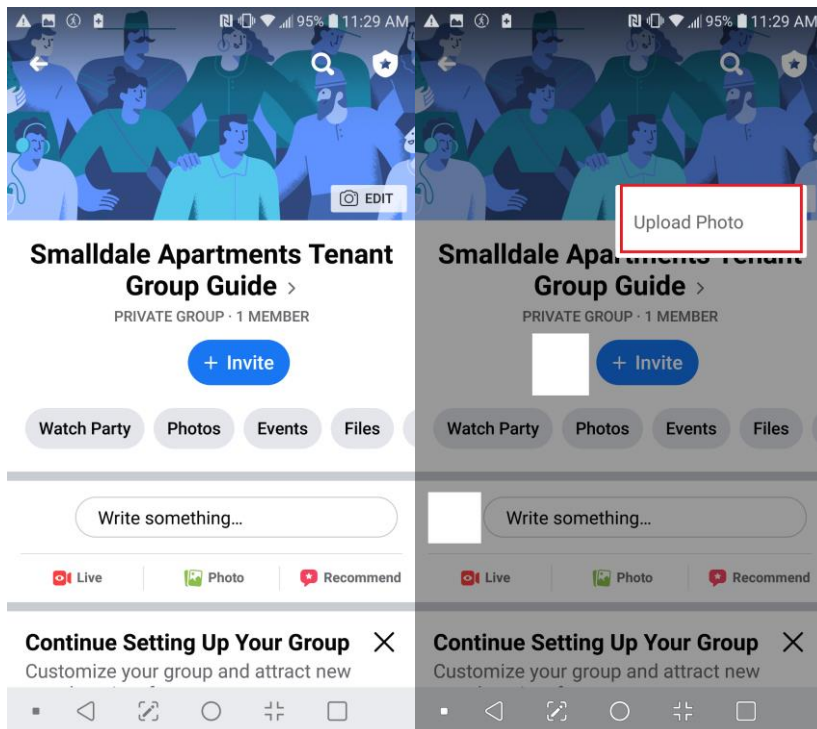 95% 11:29 AM
EDIT
Smalldale Apartments Tenant
Group Guide >
PRIVATE GROUP · 1 MEMBER
+ Invite
Watch Party Photos Events Files
Write something...
Live Photo Recommend
Continue Setting Up Your Group
Customize your group and attract new
95% 11:29 AM
Upload Photo
Smalldale Apartments Tenant
Group Guide >
PRIVATE GROUP · 1 MEMBER
+ Invite
Watch Party Photos Events Files
Write something...
Live Photo Recommend
Continue Setting Up Your Group
Customize your group and attract new